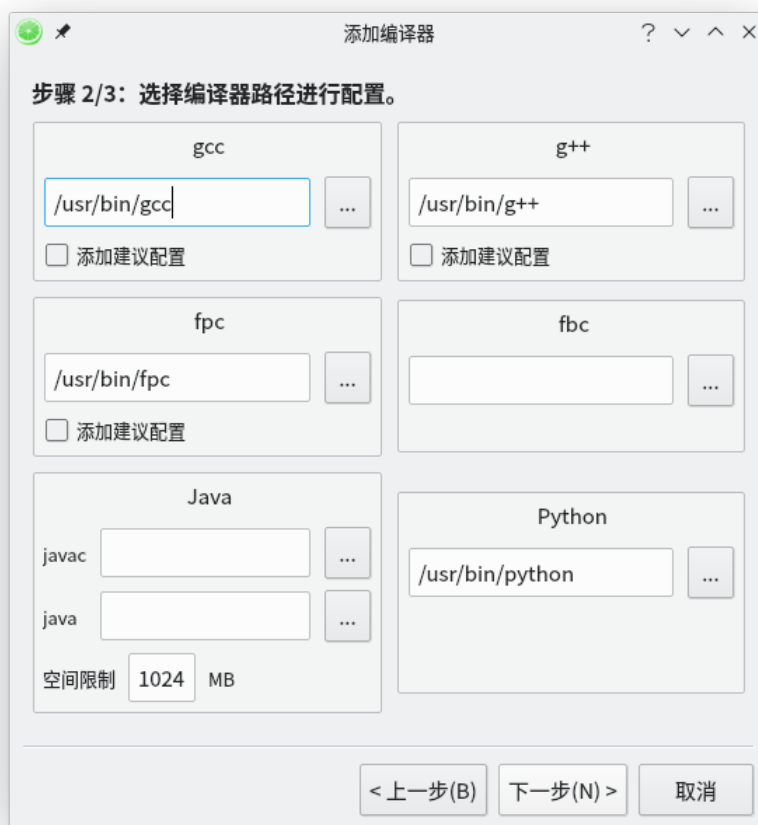 添加编译器
步骤 2/3：选择编译器路径进行配置。
gcc
/usr/bin/gcc
...
添加建议配置
g++
/usr/bin/g++
...
添加建议配置
fpc
/usr/bin/fpc
...
添加建议配置
fbc
...
Java
javac
...
java
...
空间限制 1024 MB
Python
/usr/bin/python
...
< 上一步(B) 下一步(N) > 取消